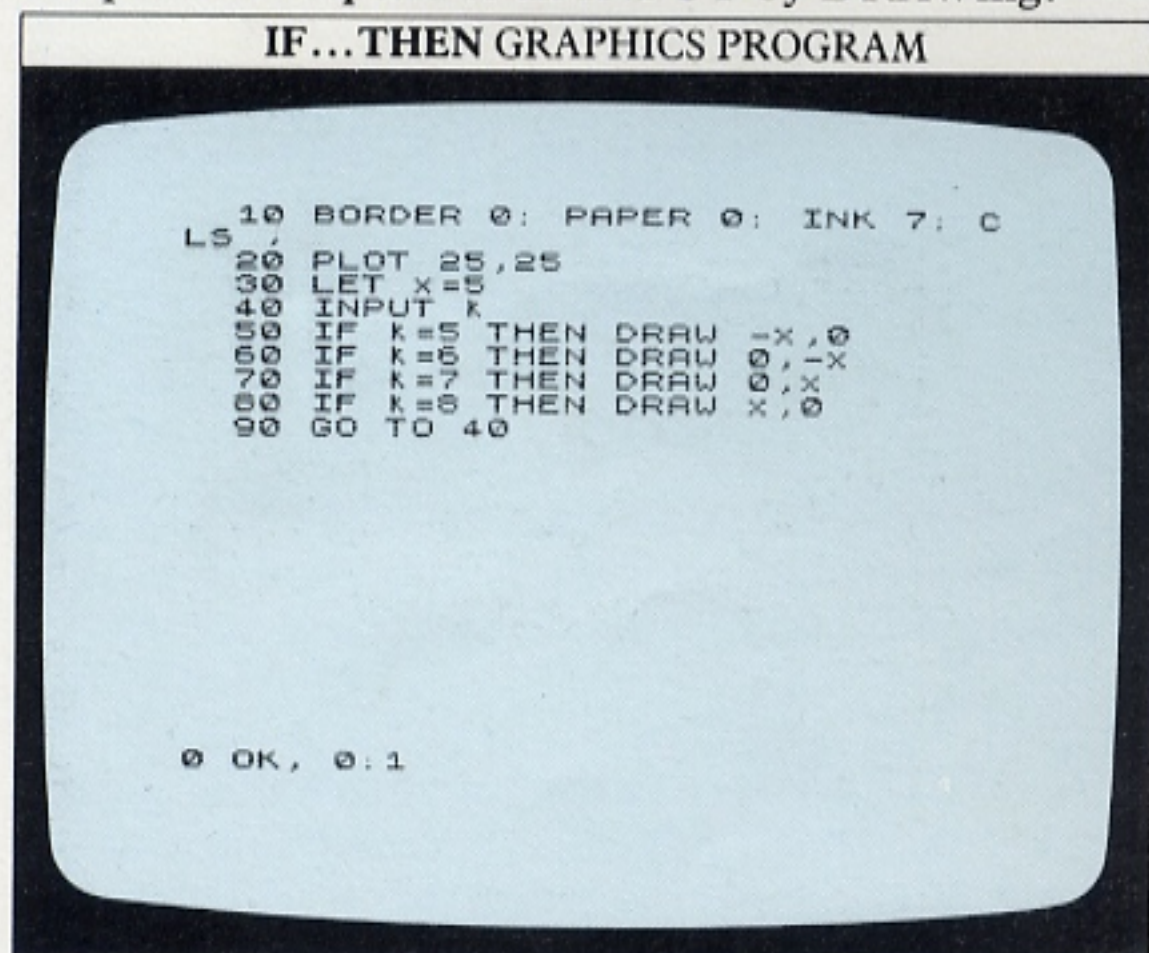 IF...THEN GRAPHICS PROGRAM
10 BORDER 0: PAPER 0: INK 7: C
LS
20 PLOT 25,25
30 LET x=5
40 INPUT k
50 IF k=5 THEN DRAW -x,0
60 IF k=6 THEN DRAW 0,-x
70 IF k=7 THEN DRAW 0,x
80 IF k=8 THEN DRAW x,0
90 GO TO 40
0 OK, 0:1